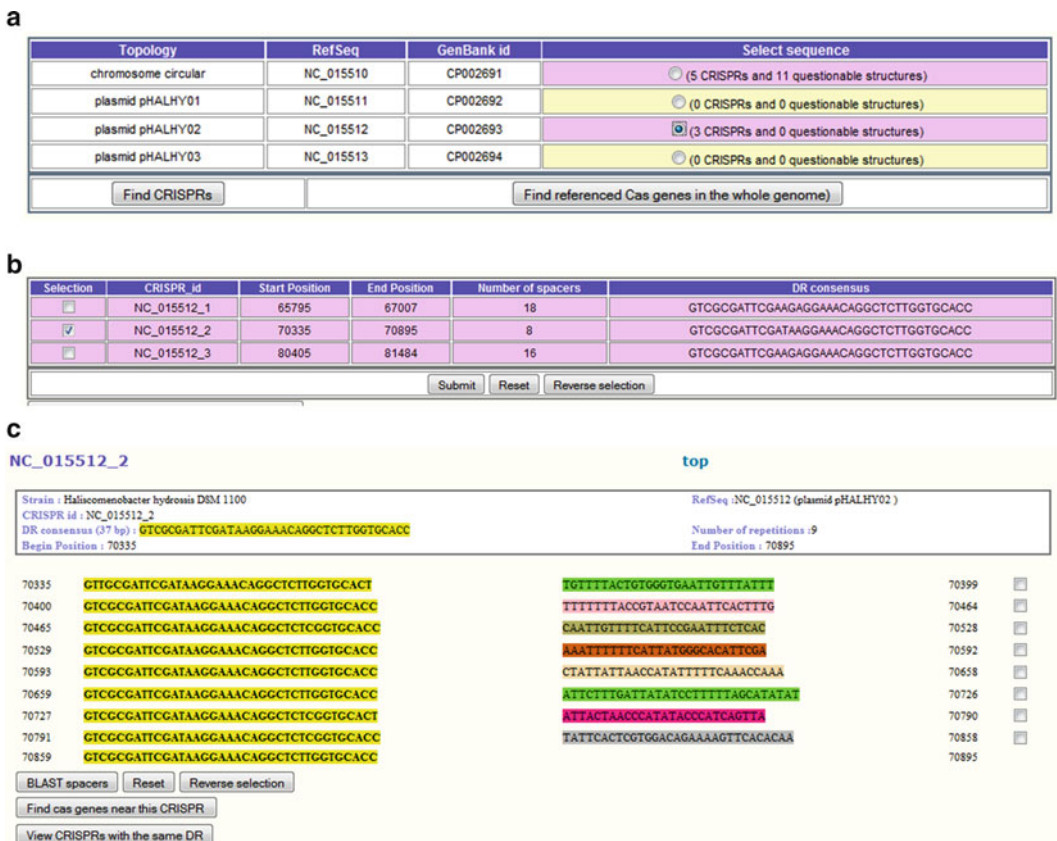 a
Topology RefSeq GenBank id Select sequence
chromosome circular NC_015510 CP002691 (5 CRISPRs and 11 questionable structures)
plasmid pHALHY01 NC_015511 CP002692 (0 CRISPRs and 0 questionable structures)
plasmid pHALHY02 NC_015512 CP002693 (3 CRISPRs and 0 questionable structures)
plasmid pHALHY03 NC_015513 CP002694 (0 CRISPRs and 0 questionable structures)
Find CRISPRs Find referenced Cas genes in the whole genome)
b
Selection CRISPR_id Start Position End Position Number of spacers DR consensus
NC_015512_1 65795 67007 18 GTCGCGATTCGAAGAGGAAACAGGCTCTTGGTGCACC
NC_015512_2 70335 70895 8 GTCGCGATTCGATAAGGAAACAGGCTCTTGGTGCACC
NC_015512_3 80405 81484 16 GTCGCGATTCGAAGAGGAAACAGGCTCTTGGTGCACC
Submit Reset Reverse selection
c
NC_015512_2 top
Strain : Haliscomenobacter hydrossis DSM 1100 RefSeq :NC_015512 (plasmid pHALHY02 )
CRISPR id : NC_015512_2
DR consensus (37 bp) : GTCGCGATTCGATAAGGAAACAGGCTCTTGGTGCACC Number of repetitions :9
Begin Position : 70335 End Position : 70895
70335 GTTGCGATTCGATAAGGAAACAGGCTCTTGGTGCACT TGTTTTACTGTGGGTGAATTGTTTATTT 70399
70400 GTCGCGATTCGATAAGGAAACAGGCTCTTGGTGCACC TTTTTTTACCGTAATCCAATTCACTTTG 70464
70465 GTCGCGATTCGATAAGGAAACAGGCTCTCGGTGCACC CAATTGTTTTCATTCCGAATTTCTCAC 70528
70529 GTCGCGATTCGATAAGGAAACAGGCTCTTGGTGCACC AAATTTTTTCATTATGGGCACATTCGA 70592
70593 GTCGCGATTCGATAAGGAAACAGGCTCTTGGTGCACC CTATTATTAACCATATTTTTCAAACCAAA 70658
70659 GTCGCGATTCGATAAGGAAACAGGCTCTTGGTGCACC ATTCTTTGATTATATCCTTTTTAGCATATAT 70726
70727 GTCGCGATTCGATAAGGAAACAGGCTCTCGGTGCACT ATTACTAACCCATATACCCATCAGTTA 70790
70791 GTCGCGATTCGATAAGGAAACAGGCTCTCGGTGCACC TATTCACTCGTGGACAGAAAAGTTCACACAA 70858
70859 GTCGCGATTCGATAAGGAAACAGGCTCTTGGTGCACC 70895
BLAST spacers Reset Reverse selection
Find cas genes near this CRISPR
View CRISPRs with the same DR